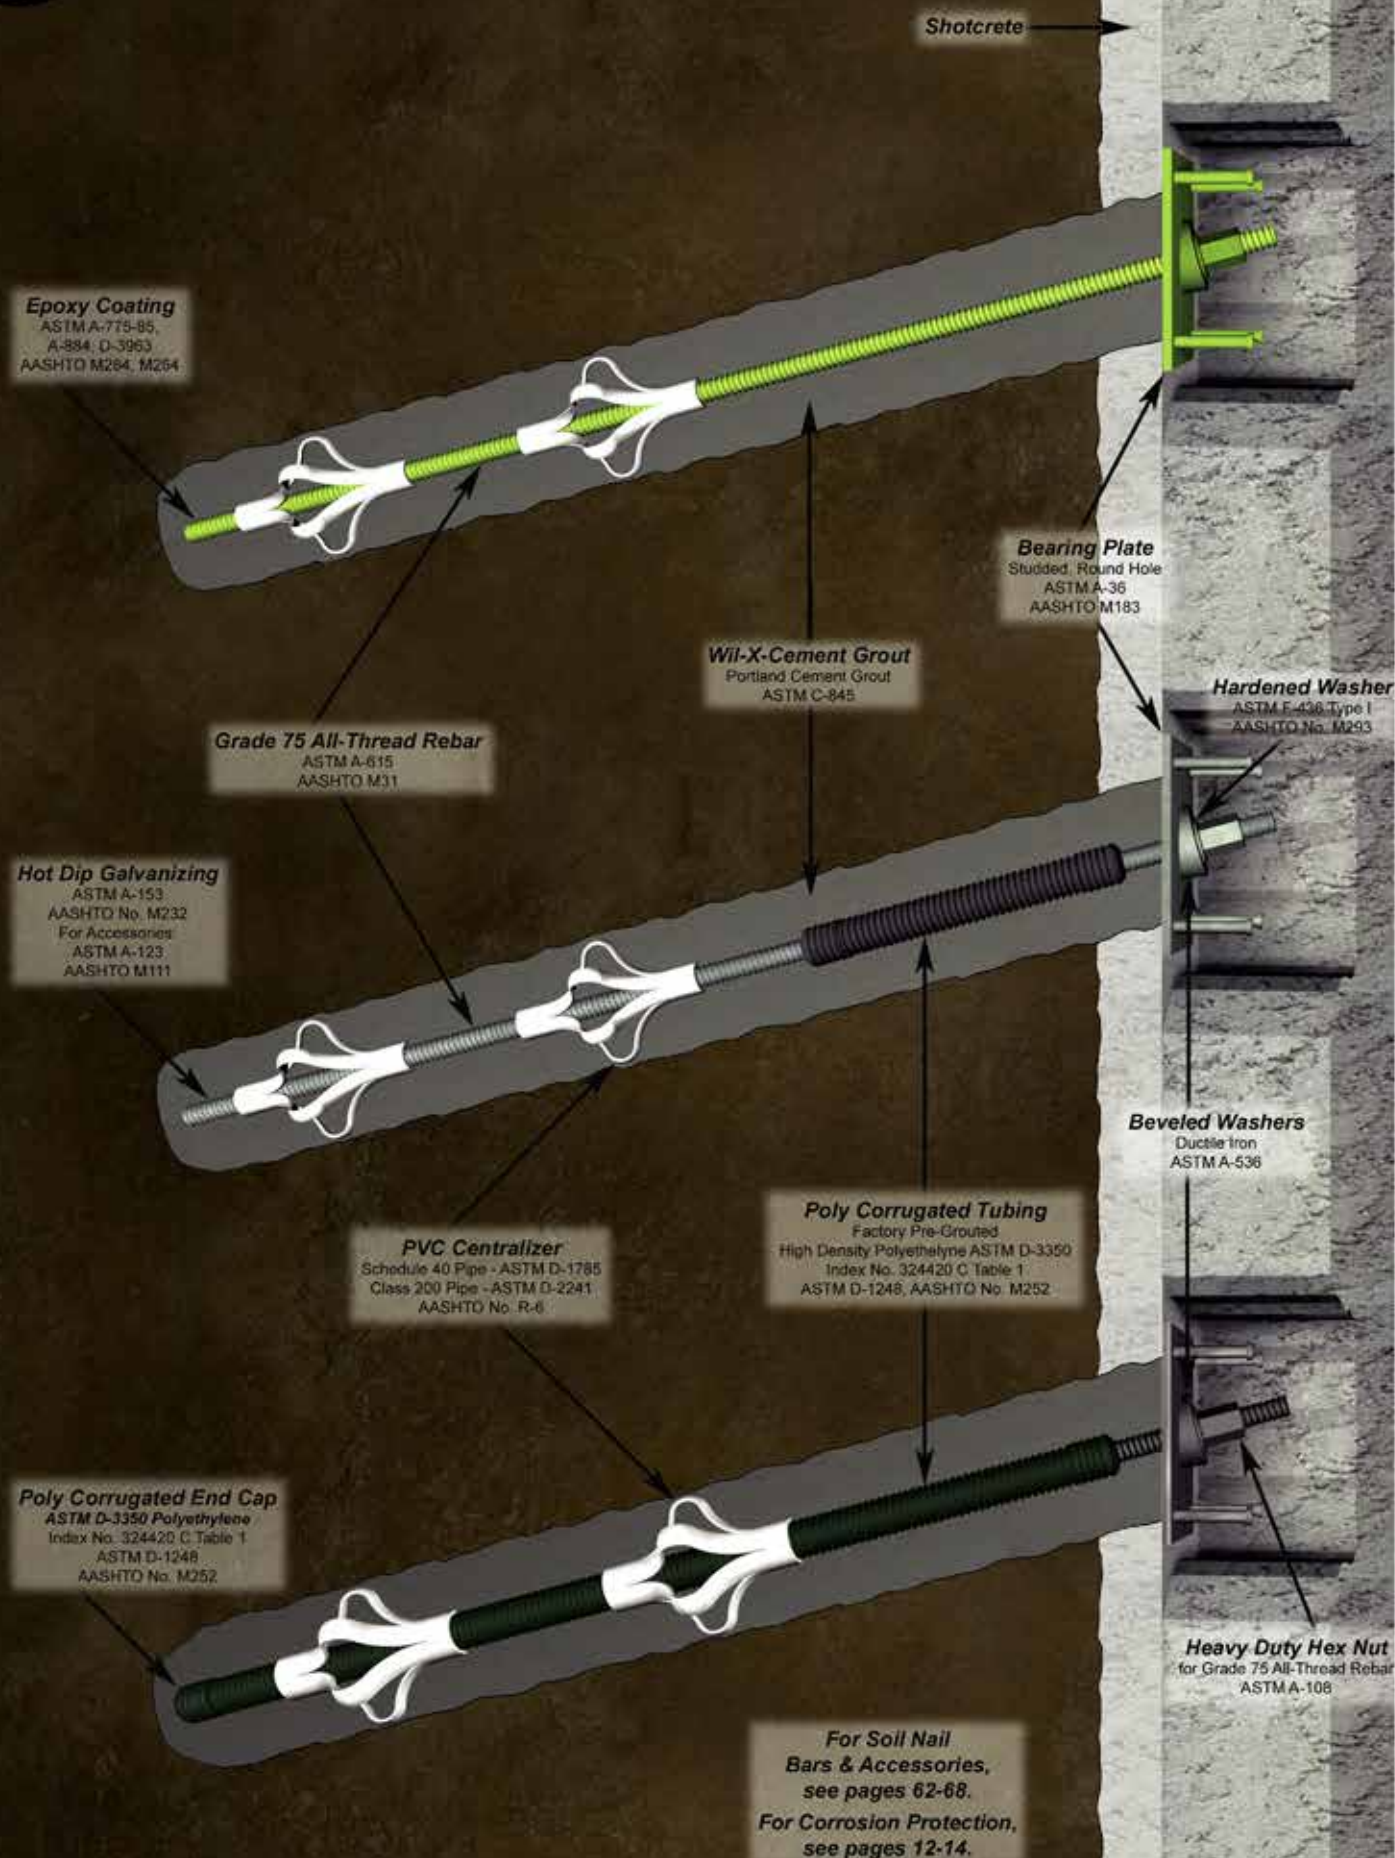 Shotcrete
Epoxy Coating
ASTM A-775-85,
A-884, D-3963
AASHTO M284, M254
Bearing Plate
Studded, Round Hole
ASTM A-36
AASHTO M183
Wil-X-Cement Grout
Portland Cement Grout
ASTM C-845
Hardened Washer
ASTM F-436 Type I
AASHTO No. M293
Grade 75 All-Thread Rebar
ASTM A-615
AASHTO M31
Hot Dip Galvanizing
ASTM A-153
AASHTO No. M232
For Accessories
ASTM A-123
AASHTO M111
Beveled Washers
Ductile Iron
ASTM A-536
Poly Corrugated Tubing
Factory Pre-Grouted
High Density Polyethelyne ASTM D-3350
Index No. 324420 C Table 1
ASTM D-1248, AASHTO No. M252
PVC Centralizer
Schedule 40 Pipe - ASTM D-1785
Class 200 Pipe - ASTM D-2241
AASHTO No. R-6
Poly Corrugated End Cap
ASTM D-3350 Polyethylene
Index No. 324420 C Table 1
ASTM D-1248
AASHTO No. M252
Heavy Duty Hex Nut
for Grade 75 All-Thread Rebar
ASTM A-108
For Soil Nail
Bars & Accessories,
see pages 62-68.
For Corrosion Protection,
see pages 12-14.